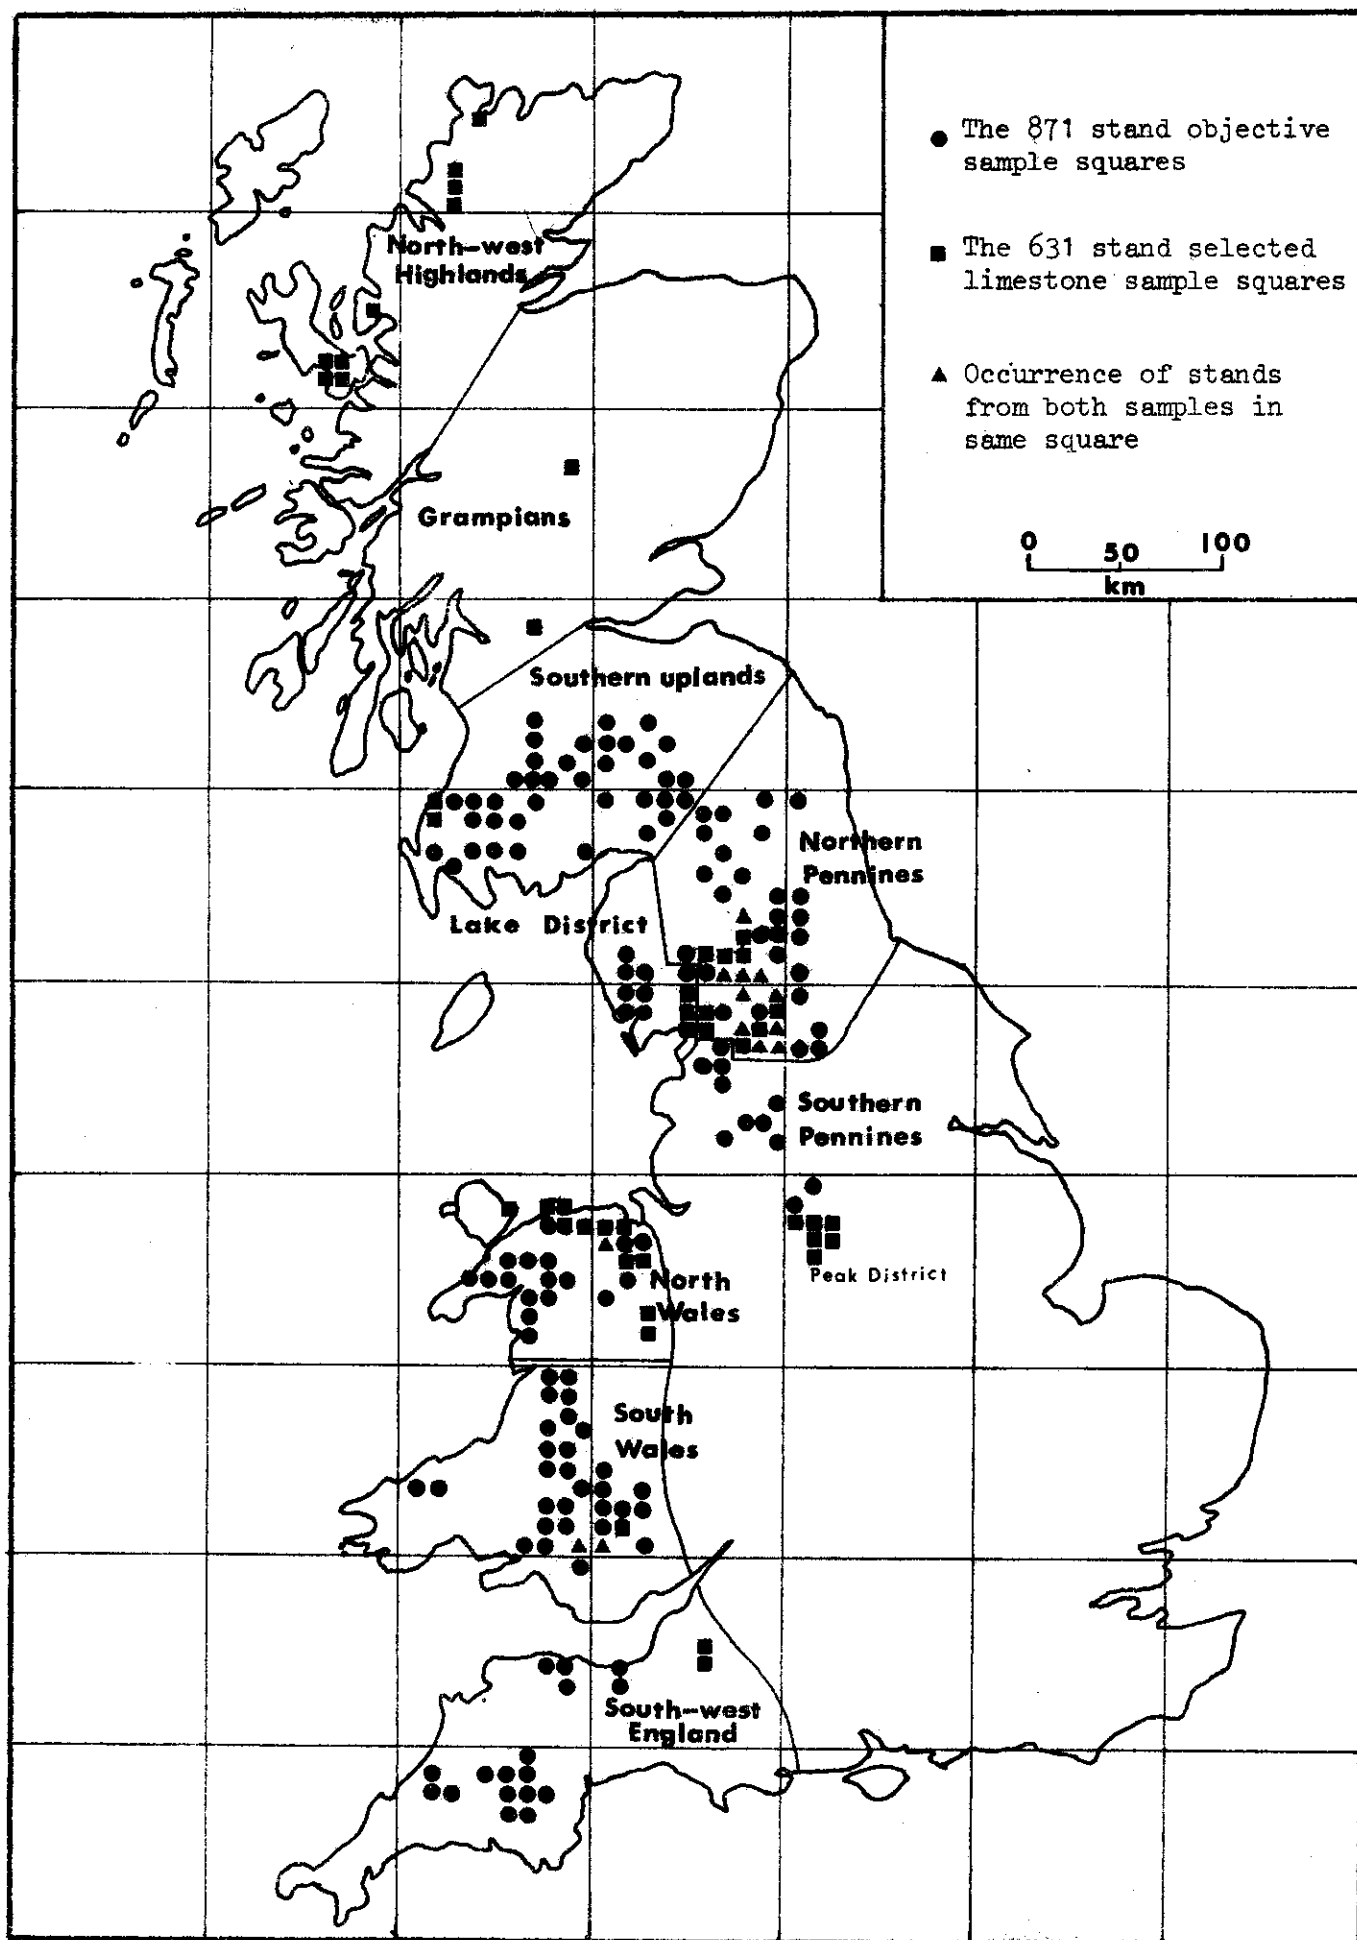 The 871 stand objective
sample squares
The 631 stand selected
limestone sample squares
Occurrence of stands
from both samples in
same square
0 50 100
km
North-west
Highlands
Grampians
Southern uplands
Northern
Pennines
Lake District
Southern
Pennines
Peak District
North
Wales
South
Wales
South-west
England